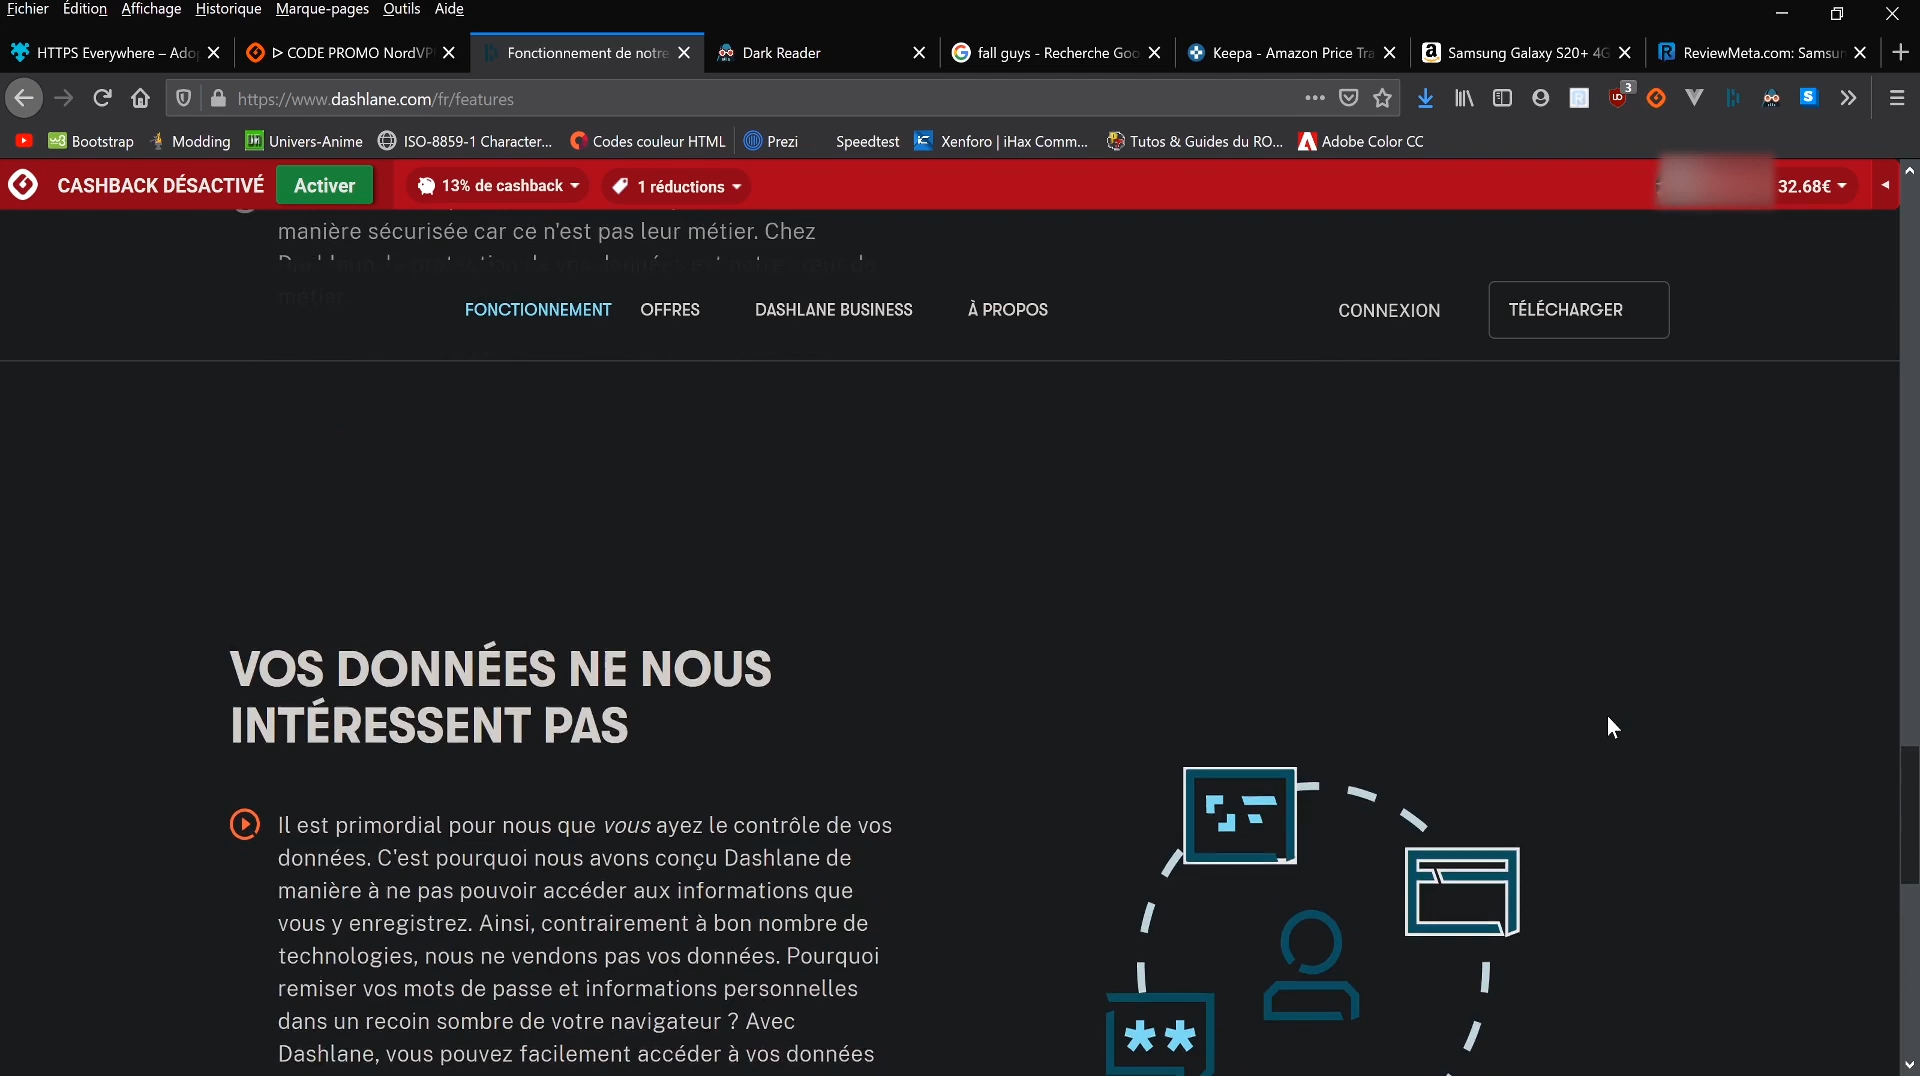 Fichier Édition Affichage Historique Marque-pages Outils Aide
HTTPS Everywhere – Ado
▷ CODE PROMO NordVP
Fonctionnement de notre
Dark Reader
fall guys - Recherche Goo
Keepa - Amazon Price Tra
Samsung Galaxy S20+ 4G
ReviewMeta.com: Samsun
https://www.dashlane.com/fr/features
3
Bootstrap Modding Univers-Anime ISO-8859-1 Character... Codes couleur HTML Prezi Speedtest Xenforo | iHax Comm... Tutos & Guides du RO... Adobe Color CC
CASHBACK DÉSACTIVÉ Activer 13% de cashback 1 réductions 32.68€
manière sécurisée car ce n'est pas leur métier. Chez
métier
FONCTIONNEMENT OFFRES DASHLANE BUSINESS À PROPOS CONNEXION TÉLÉCHARGER
VOS DONNÉES NE NOUS
INTÉRESSENT PAS
Il est primordial pour nous que vous ayez le contrôle de vos
données. C'est pourquoi nous avons conçu Dashlane de
manière à ne pas pouvoir accéder aux informations que
vous y enregistrez. Ainsi, contrairement à bon nombre de
technologies, nous ne vendons pas vos données. Pourquoi
remiser vos mots de passe et informations personnelles
dans un recoin sombre de votre navigateur ? Avec
Dashlane, vous pouvez facilement accéder à vos données
**